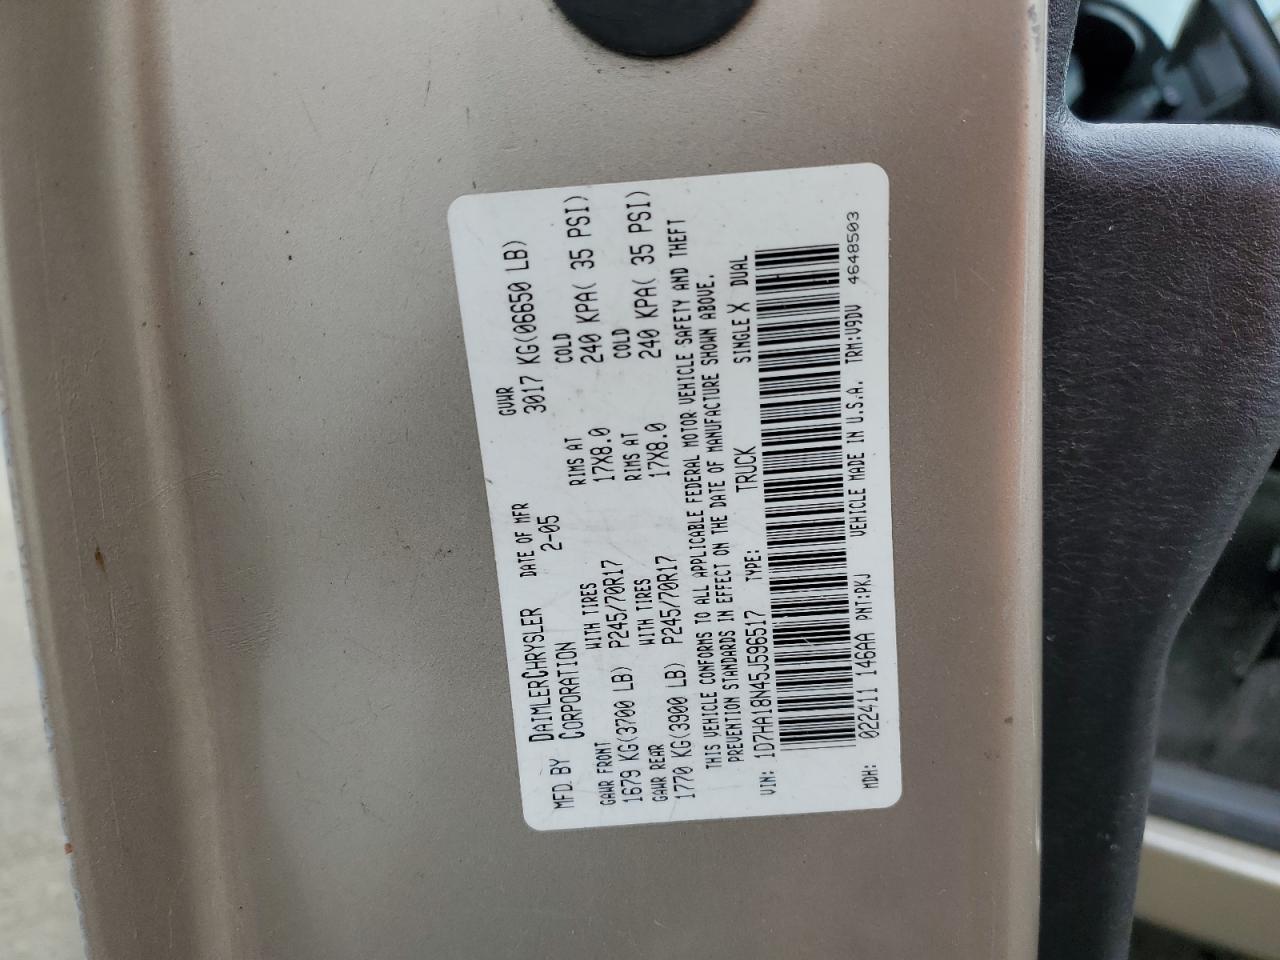 MFD. BY DAIMLERCHRYSLER CORPORATION DATE OF MFR 2-05 GVWR 3017 KG(06650 LB)
GAWR FRONT WITH TIRES RIMS AT COLD
1679 KG(3700 LB) P245/70R17 17X8.0 240 KPA( 35 PSI)
GAWR REAR WITH TIRES RIMS AT COLD
1770 KG(3900 LB) P245/70R17 17X8.0 240 KPA( 35 PSI)
THIS VEHICLE CONFORMS TO ALL APPLICABLE FEDERAL MOTOR VEHICLE SAFETY AND THEFT
PREVENTION STANDARDS IN EFFECT ON THE DATE OF MANUFACTURE SHOWN ABOVE.
VIN: 1D7HA18N45J596517 TYPE: TRUCK SINGLE X DUAL
MDH: 022411 146AA PNT:PKJ VEHICLE MADE IN U.S.A. TRM:V9DV 4648503